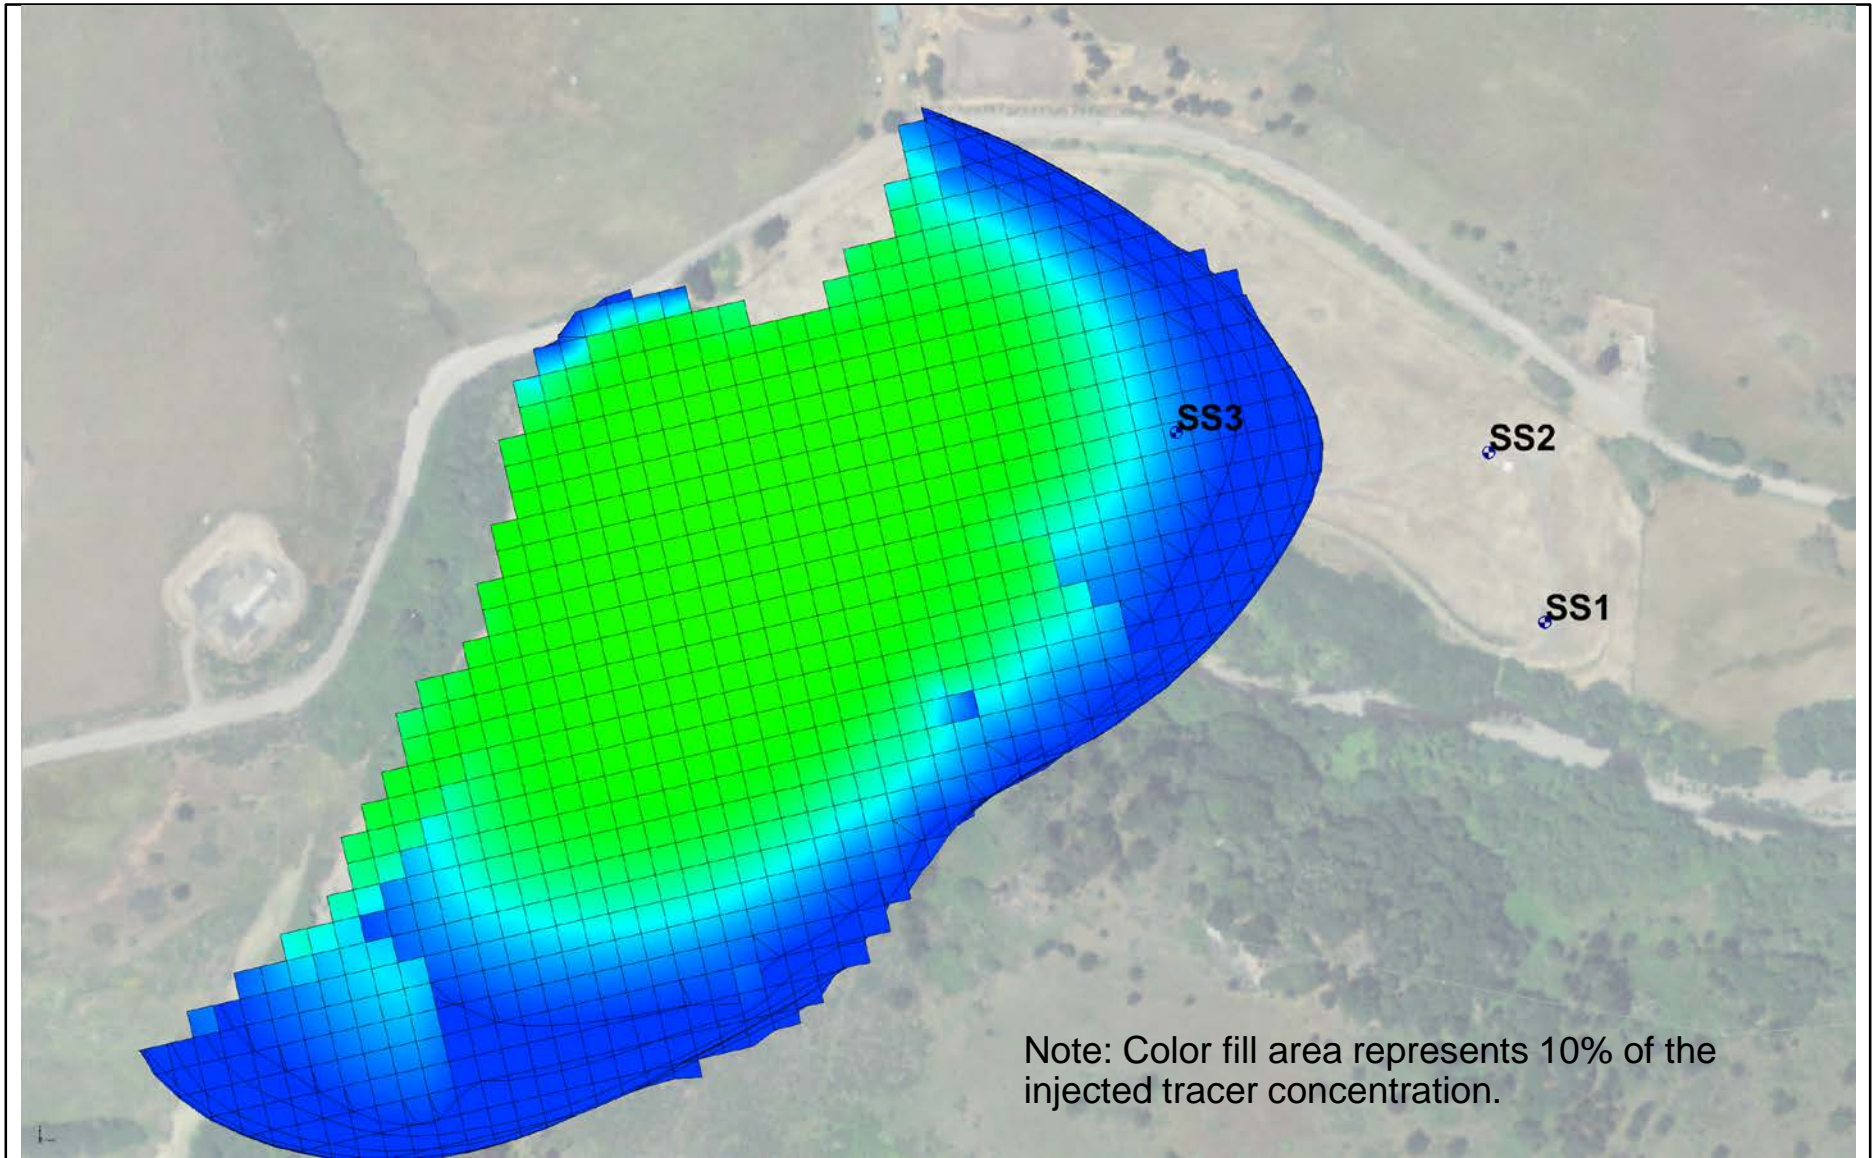 SS3
SS2
SS1
Note: Color fill area represents 10% of the
injected tracer concentration.